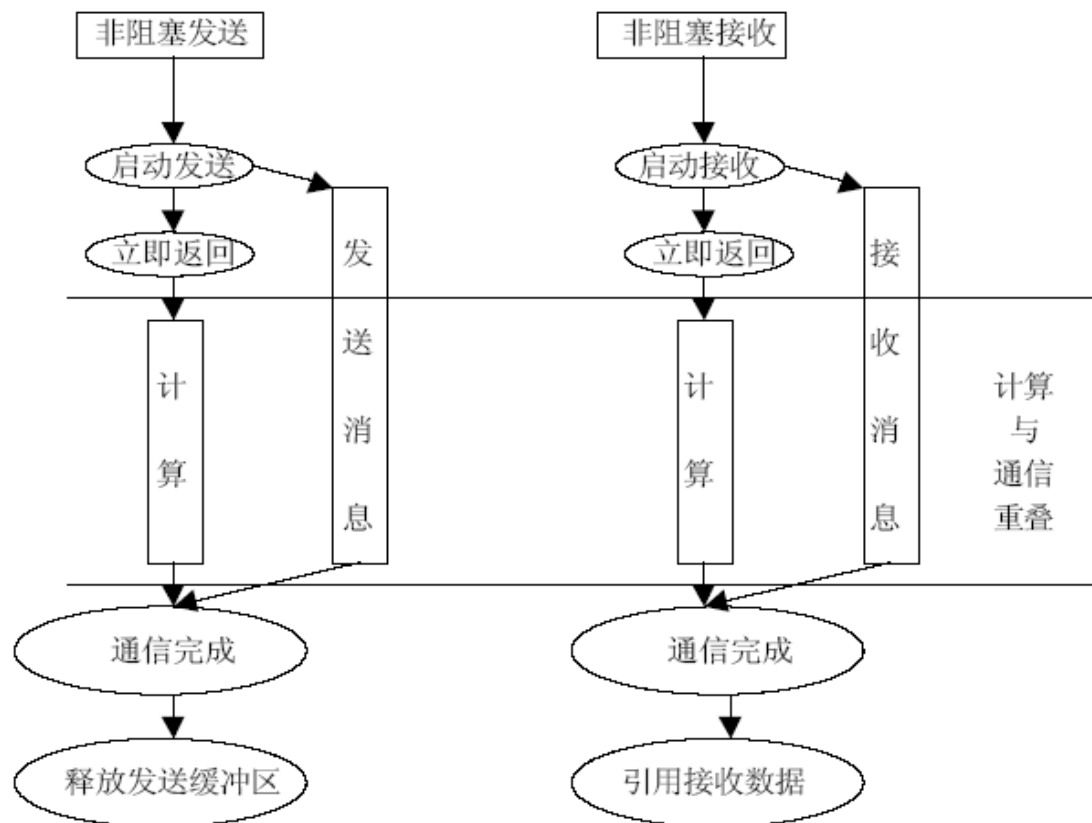 非阻塞发送
启动发送
立即返回
发送消息
计算
通信完成
释放发送缓冲区
非阻塞接收
启动接收
立即返回
接收消息
计算
通信完成
引用接收数据
计算
与
通信
重叠